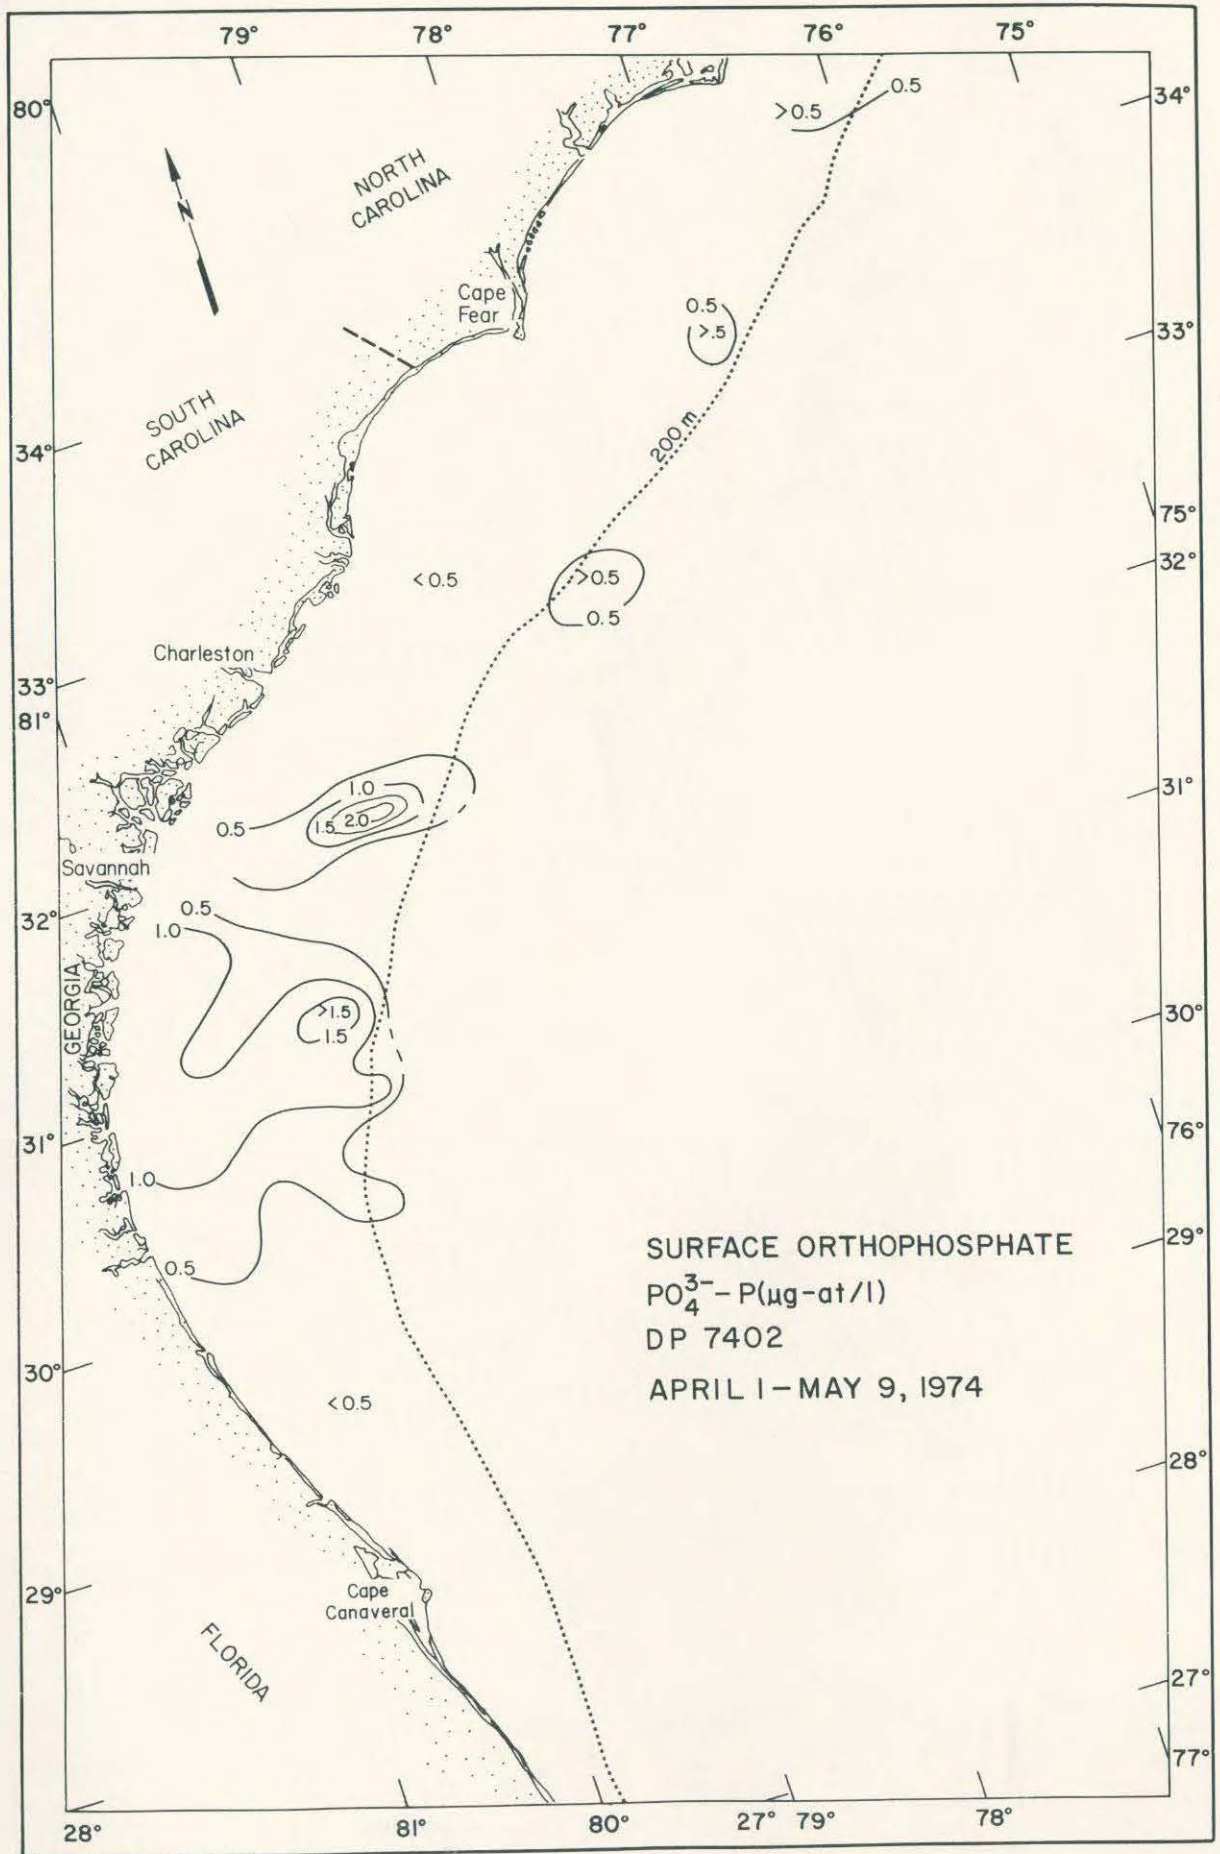 79° 78° 77° 76° 75°
80°
34°
0.5
>0.5
NORTH
CAROLINA
N
Cape
Fear
0.5
>.5
33°
SOUTH
CAROLINA
34°
200 m
75°
32°
<0.5
>0.5
0.5
Charleston
33°
81°
31°
1.0
0.5
1.5
2.0
Savannah
32°
0.5
1.0
GEORGIA
>1.5
1.5
30°
31°
76°
1.0
29°
0.5
SURFACE ORTHOPHOSPHATE
PO₄³⁻ – P(µg-at/l)
DP 7402
APRIL 1–MAY 9, 1974
30°
<0.5
28°
29°
Cape
Canaveral
FLORIDA
27°
77°
28° 81° 80° 27° 79° 78°